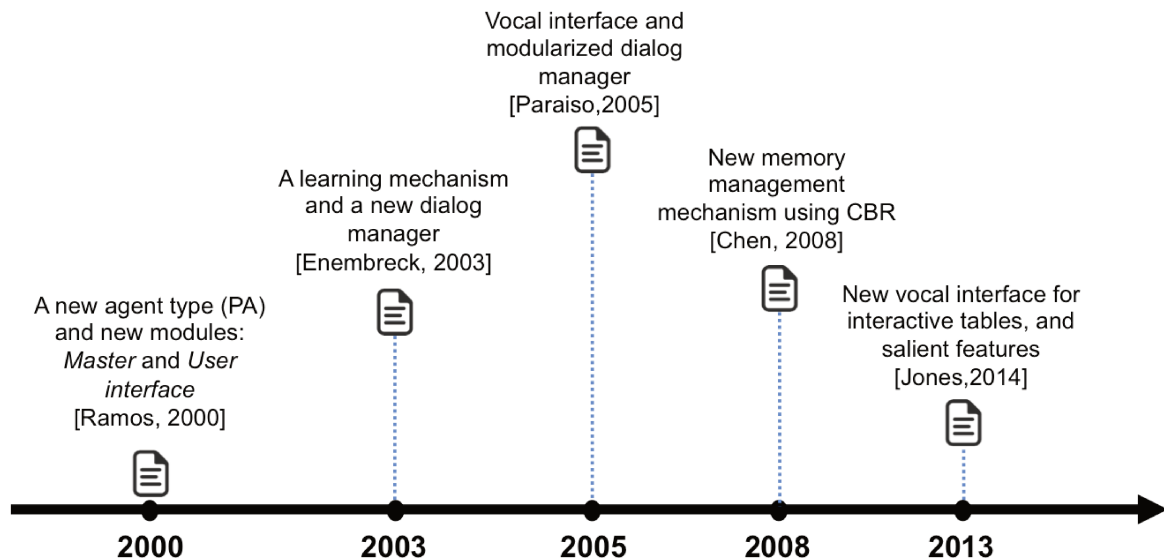 A new agent type (PA)
and new modules:
Master and User
interface
[Ramos, 2000]
A learning mechanism
and a new dialog
manager
[Enembreck, 2003]
Vocal interface and
modularized dialog
manager
[Paraiso,2005]
New memory
management
mechanism using CBR
[Chen, 2008]
New vocal interface for
interactive tables, and
salient features
[Jones,2014]
2000
2003
2005
2008
2013